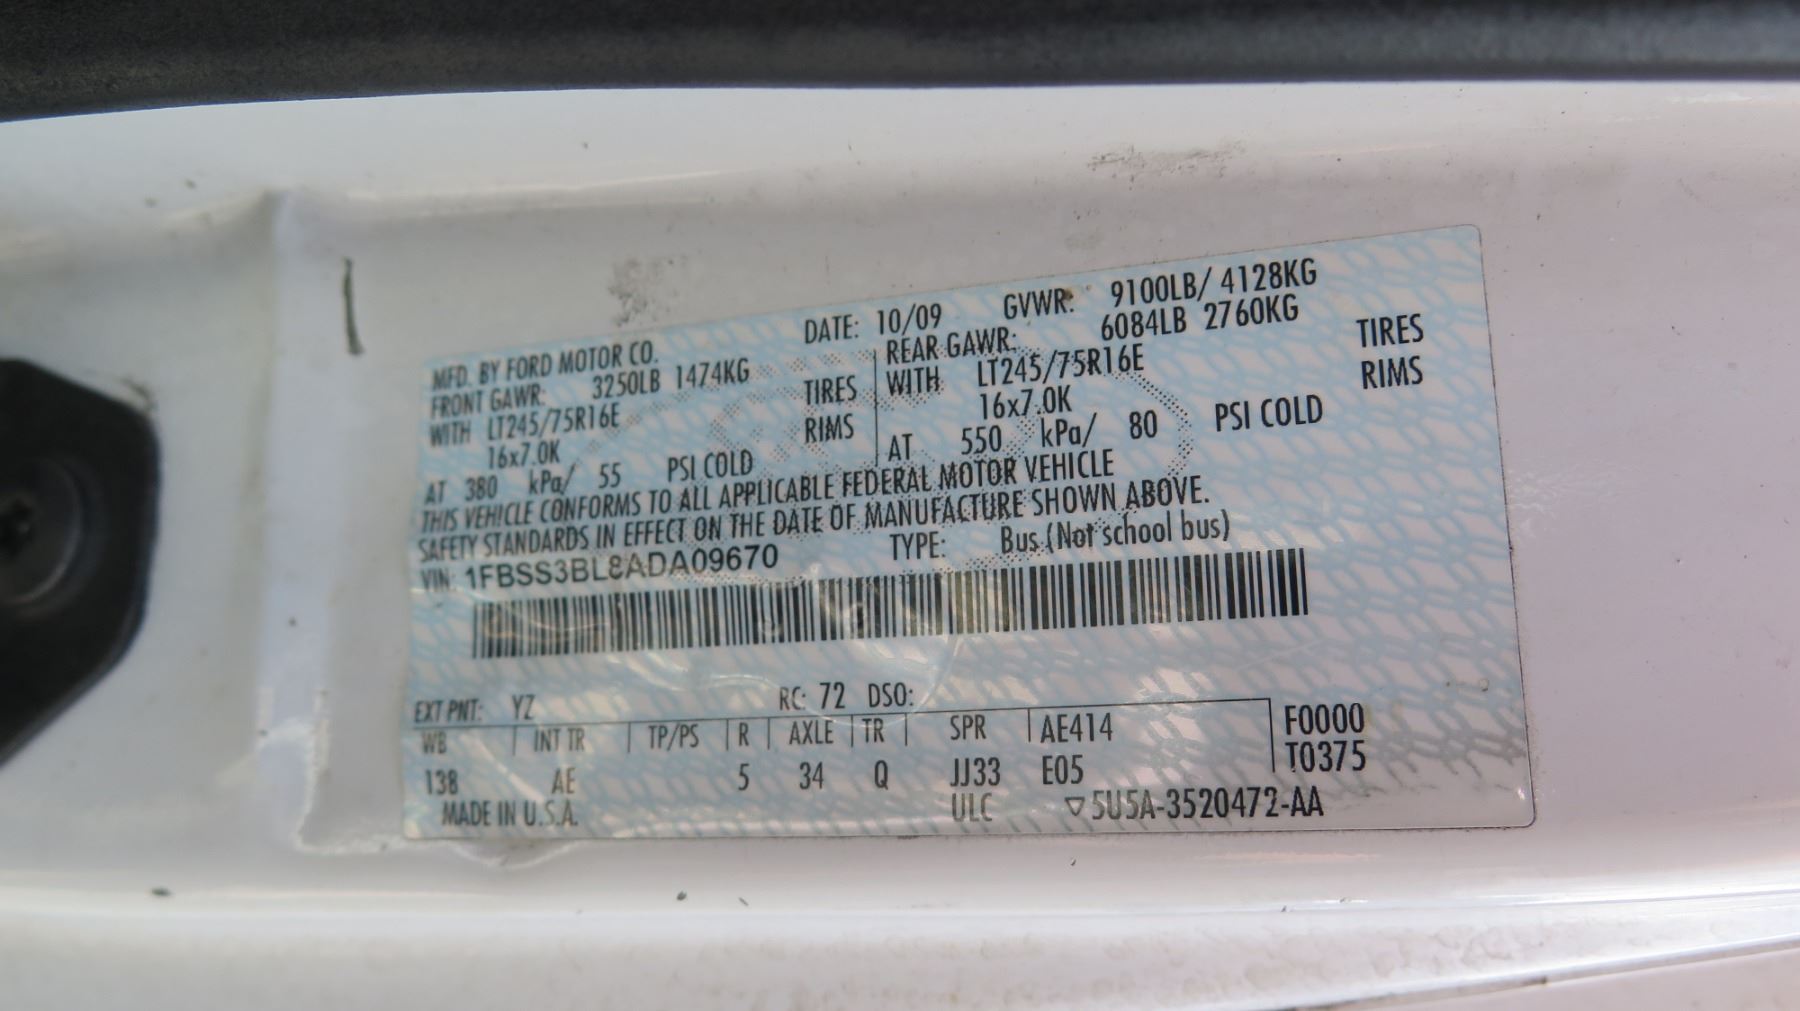 MFD. BY FORD MOTOR CO. DATE: 10/09 GVWR: 9100LB/ 4128KG
FRONT GAWR: 3250LB 1474KG REAR GAWR: 6084LB 2760KG
WITH LT245/75R16E TIRES WITH LT245/75R16E TIRES
16x7.0K RIMS 16x7.0K RIMS
AT 380 kPa/ 55 PSI COLD AT 550 kPa/ 80 PSI COLD
THIS VEHICLE CONFORMS TO ALL APPLICABLE FEDERAL MOTOR VEHICLE
SAFETY STANDARDS IN EFFECT ON THE DATE OF MANUFACTURE SHOWN ABOVE.
VIN: 1FBSS3BL8ADA09670 TYPE: Bus (Not school bus)
EXT PNT: YZ RC: 72 DSO:
WB INT TR TP/PS R AXLE TR SPR AE414 F0000
138 AE 5 34 Q JJ33 E05 T0375
MADE IN U.S.A. ULC ▽5U5A-3520472-AA